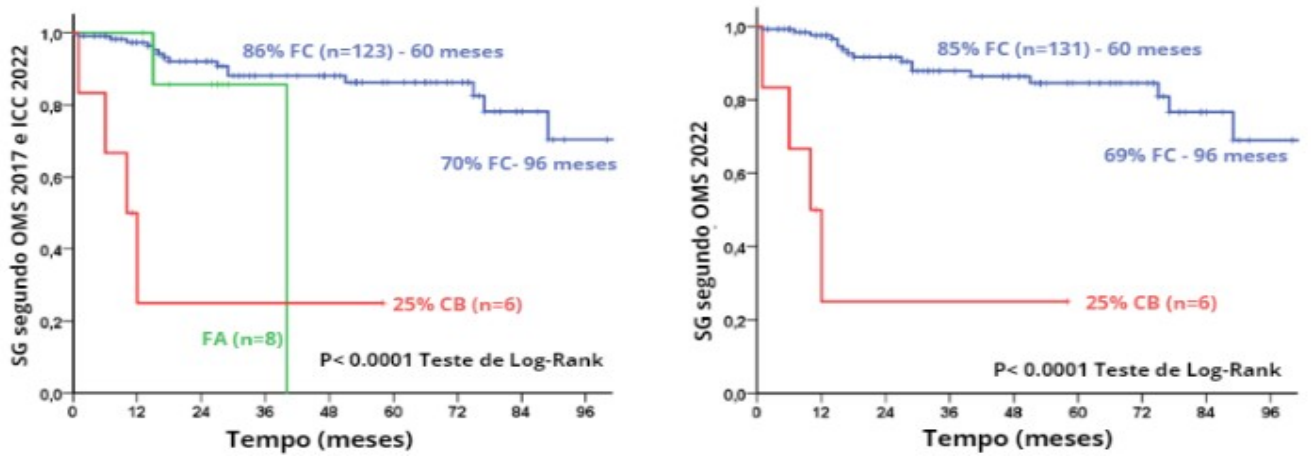 SG segundo OMS 2017 e ICC 2022
1,0
0,8
0,6
0,4
0,2
0,0
86% FC (n=123) - 60 meses
70% FC- 96 meses
25% CB (n=6)
FA (n=8)
P< 0.0001 Teste de Log-Rank
0 12 24 36 48 60 72 84 96
Tempo (meses)
SG segundo OMS 2022
1,0
0,8
0,6
0,4
0,2
0,0
85% FC (n=131) - 60 meses
69% FC - 96 meses
25% CB (n=6)
P< 0.0001 Teste de Log-Rank
0 12 24 36 48 60 72 84 96
Tempo (meses)